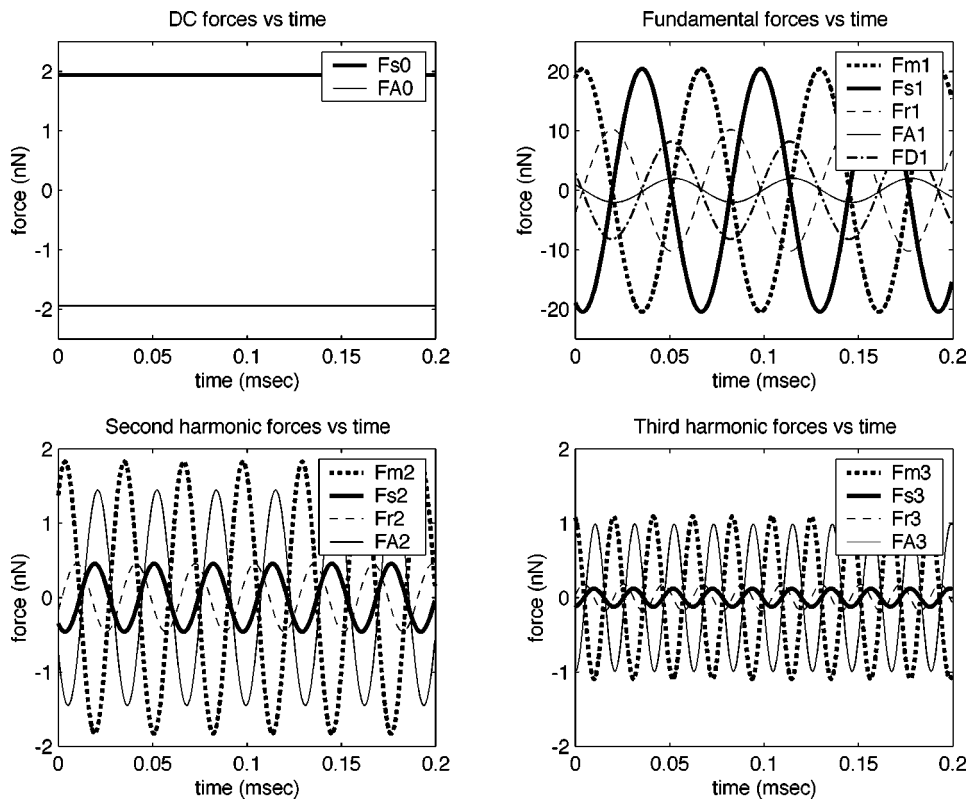 DC forces vs time
2
1
0
-1
-2
force (nN)
Fs0
FA0
0
0.05
0.1
0.15
0.2
time (msec)
Fundamental forces vs time
20
10
0
-10
-20
force (nN)
Fm1
Fs1
Fr1
FA1
FD1
0
0.05
0.1
0.15
0.2
time (msec)
Second harmonic forces vs time
2
1
0
-1
-2
force (nN)
Fm2
Fs2
Fr2
FA2
0
0.05
0.1
0.15
0.2
time (msec)
Third harmonic forces vs time
2
1
0
-1
-2
force (nN)
Fm3
Fs3
Fr3
FA3
0
0.05
0.1
0.15
0.2
time (msec)